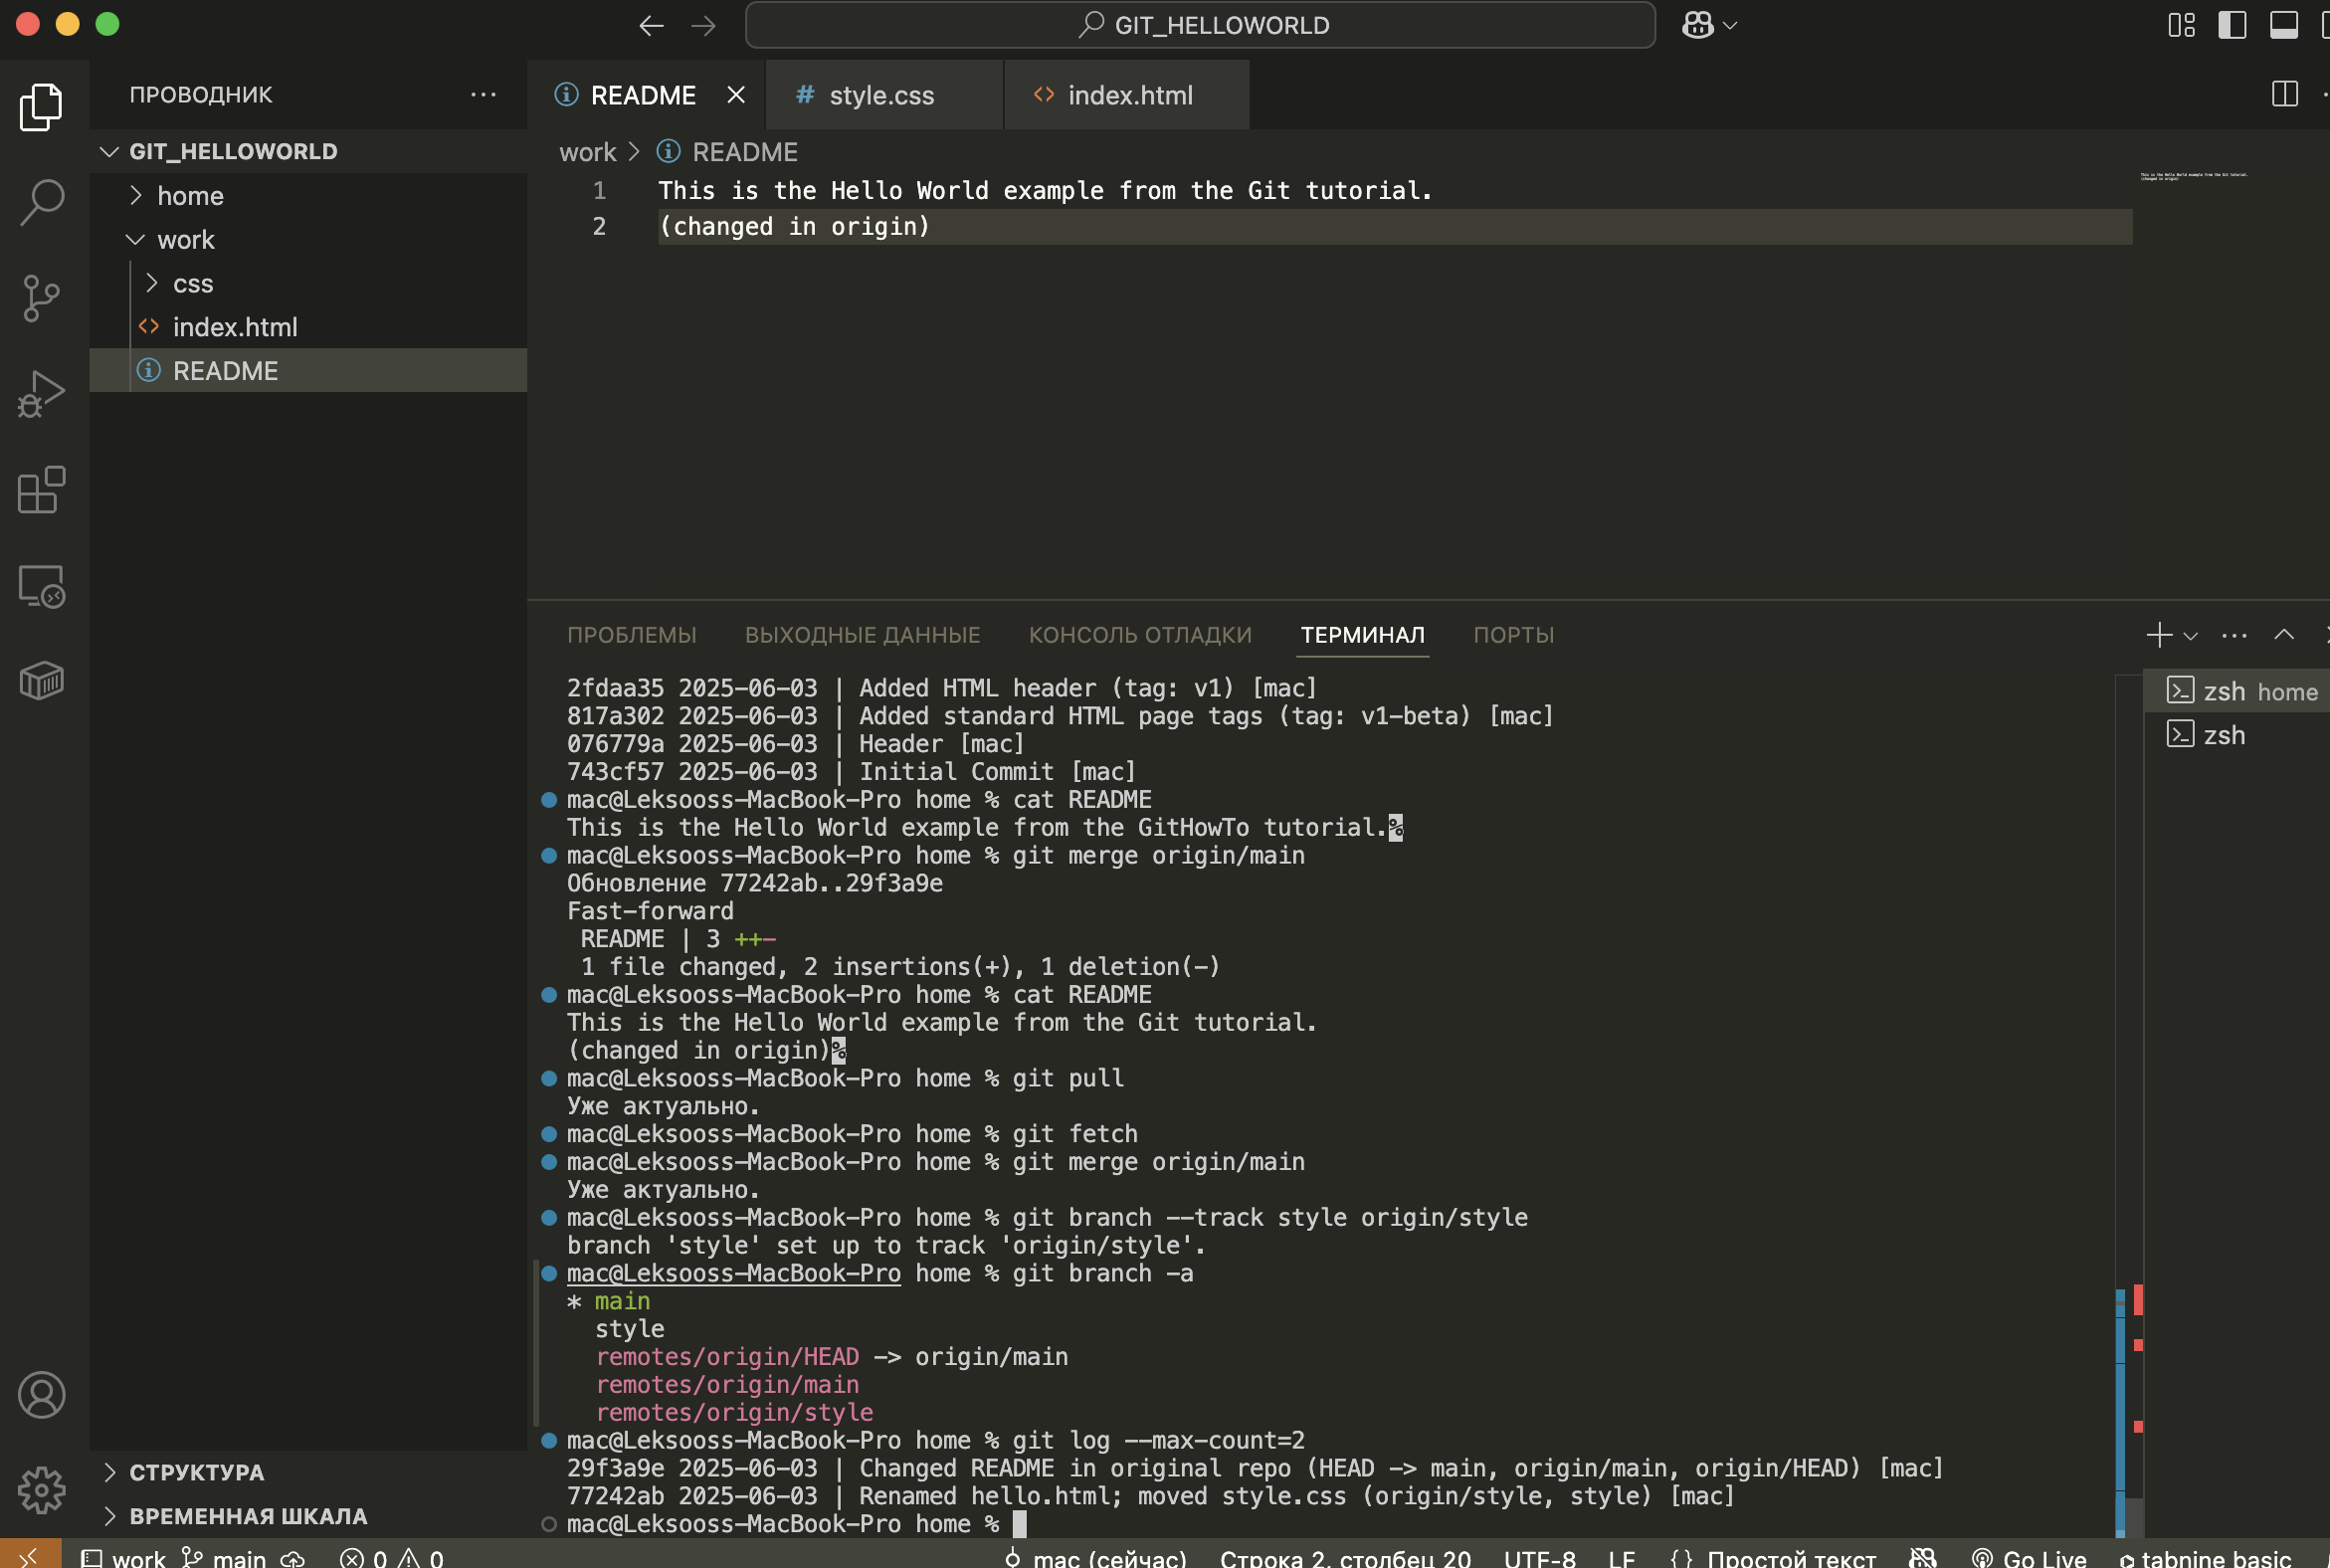 GIT_HELLOWORLD
ПРОВОДНИК
README
style.css
index.html
GIT_HELLOWORLD
home
work
css
index.html
README
work > README
1 This is the Hello World example from the Git tutorial.
2 (changed in origin)
ПРОБЛЕМЫ ВЫХОДНЫЕ ДАННЫЕ КОНСОЛЬ ОТЛАДКИ ТЕРМИНАЛ ПОРТЫ
2fdaa35 2025-06-03 | Added HTML header (tag: v1) [mac]
817a302 2025-06-03 | Added standard HTML page tags (tag: v1-beta) [mac]
076779a 2025-06-03 | Header [mac]
743cf57 2025-06-03 | Initial Commit [mac]
mac@Leksooss-MacBook-Pro home % cat README
This is the Hello World example from the GitHowTo tutorial.%
mac@Leksooss-MacBook-Pro home % git merge origin/main
Обновление 77242ab..29f3a9e
Fast-forward
README | 3 ++-
1 file changed, 2 insertions(+), 1 deletion(-)
mac@Leksooss-MacBook-Pro home % cat README
This is the Hello World example from the Git tutorial.
(changed in origin)%
mac@Leksooss-MacBook-Pro home % git pull
Уже актуально.
mac@Leksooss-MacBook-Pro home % git fetch
mac@Leksooss-MacBook-Pro home % git merge origin/main
Уже актуально.
mac@Leksooss-MacBook-Pro home % git branch --track style origin/style
branch 'style' set up to track 'origin/style'.
mac@Leksooss-MacBook-Pro home % git branch -a
* main
style
remotes/origin/HEAD -> origin/main
remotes/origin/main
remotes/origin/style
mac@Leksooss-MacBook-Pro home % git log --max-count=2
29f3a9e 2025-06-03 | Changed README in original repo (HEAD -> main, origin/main, origin/HEAD) [mac]
77242ab 2025-06-03 | Renamed hello.html; moved style.css (origin/style, style) [mac]
mac@Leksooss-MacBook-Pro home %
zsh home
zsh
СТРУКТУРА
ВРЕМЕННАЯ ШКАЛА
work main 0 0 mac (сейчас) Строка 2, столбец 20 UTF-8 LF {} Простой текст Go Live tabnine basic